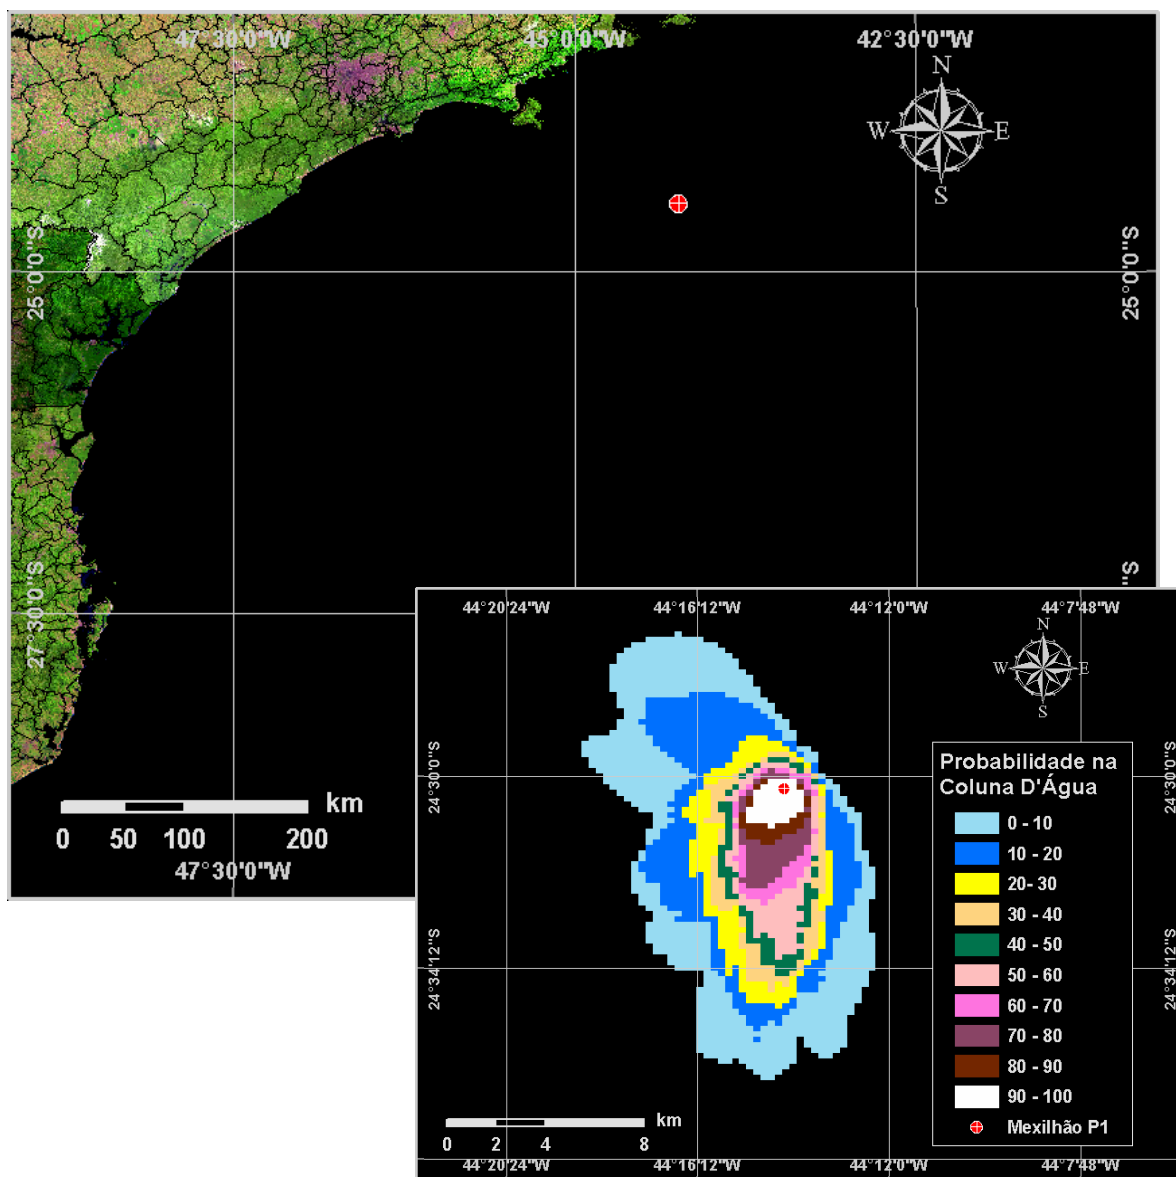 47°30'0"W
45°0'0"W
42°30'0"W
N
W
E
S
25°0'0"S
25°0'0"S
27°30'0"S
"S
km
0 50 100 200
47°30'0"W
44°20'24"W
44°16'12"W
44°12'0"W
44°7'48"W
N
W
E
S
24°30'0"S
24°30'0"S
24°34'12"S
24°34'12"S
Probabilidade na
Coluna D'Água
0 - 10
10 - 20
20- 30
30 - 40
40 - 50
50 - 60
60 - 70
70 - 80
80 - 90
90 - 100
Mexilhão P1
km
0 2 4 8
44°20'24"W
44°16'12"W
44°12'0"W
44°7'48"W